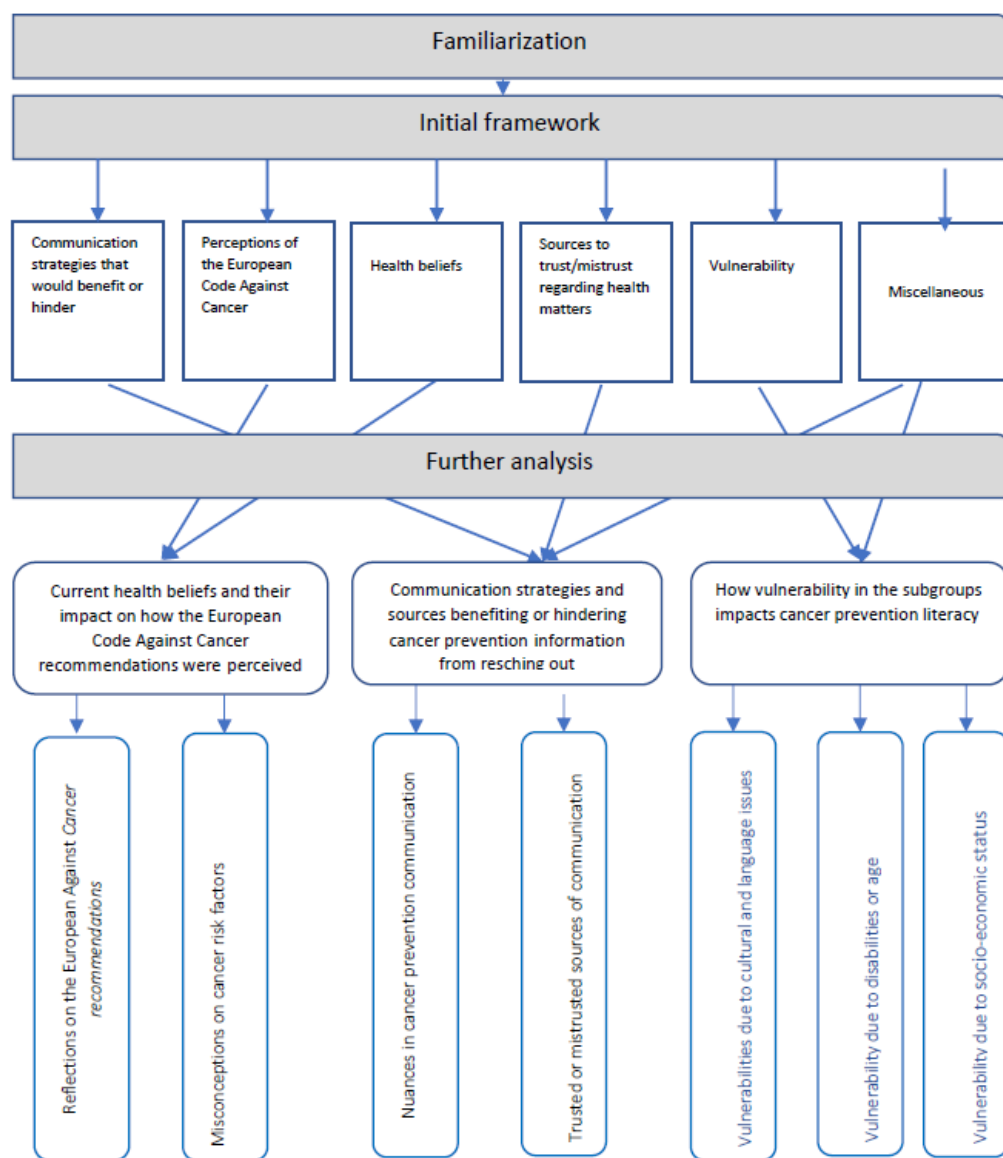 Familiarization
Initial framework
Communication
strategies that
would benefit or
hinder
Perceptions of
the European
Code Against
Cancer
Health beliefs
Sources to
trust/mistrust
regarding health
matters
Vulnerability
Miscellaneous
Further analysis
Current health beliefs and their
impact on how the European
Code Against Cancer
recommendations were perceived
Communication strategies and
sources benefiting or hindering
cancer prevention information
from resching out
How vulnerability in the subgroups
impacts cancer prevention literacy
Reflections on the European Against Cancer
recommendations
Misconceptions on cancer risk factors
Nuances in cancer prevention communication
Trusted or mistrusted sources of communication
Vulnerabilities due to cultural and language issues
Vulnerability due to disabilities or age
Vulnerability due to socio-economic status